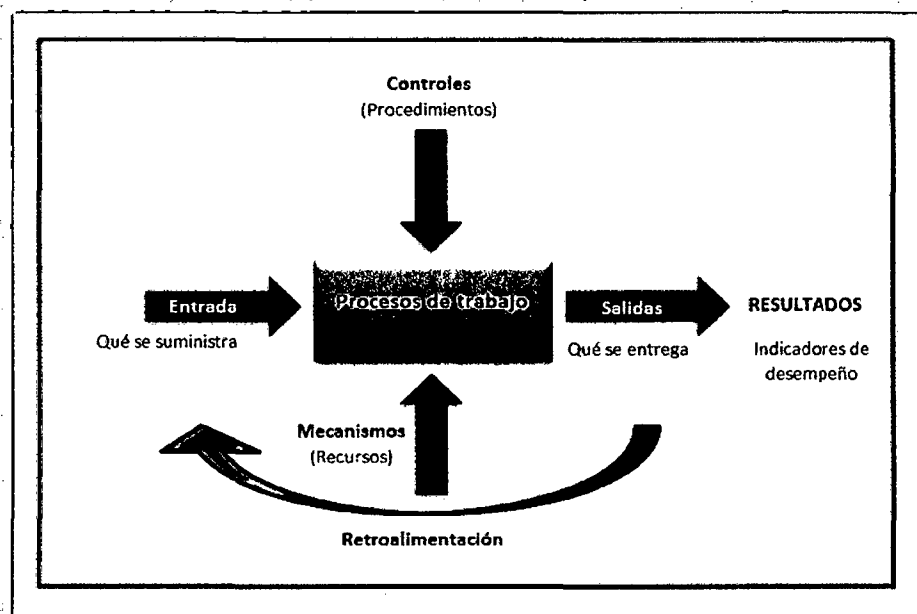 Controles
(Procedimientos)
Entrada
Procesos de trabajo
Salidas
RESULTADOS
Qué se suministra
Qué se entrega
Indicadores de
desempeño
Mecanismos
(Recursos)
Retroalimentación